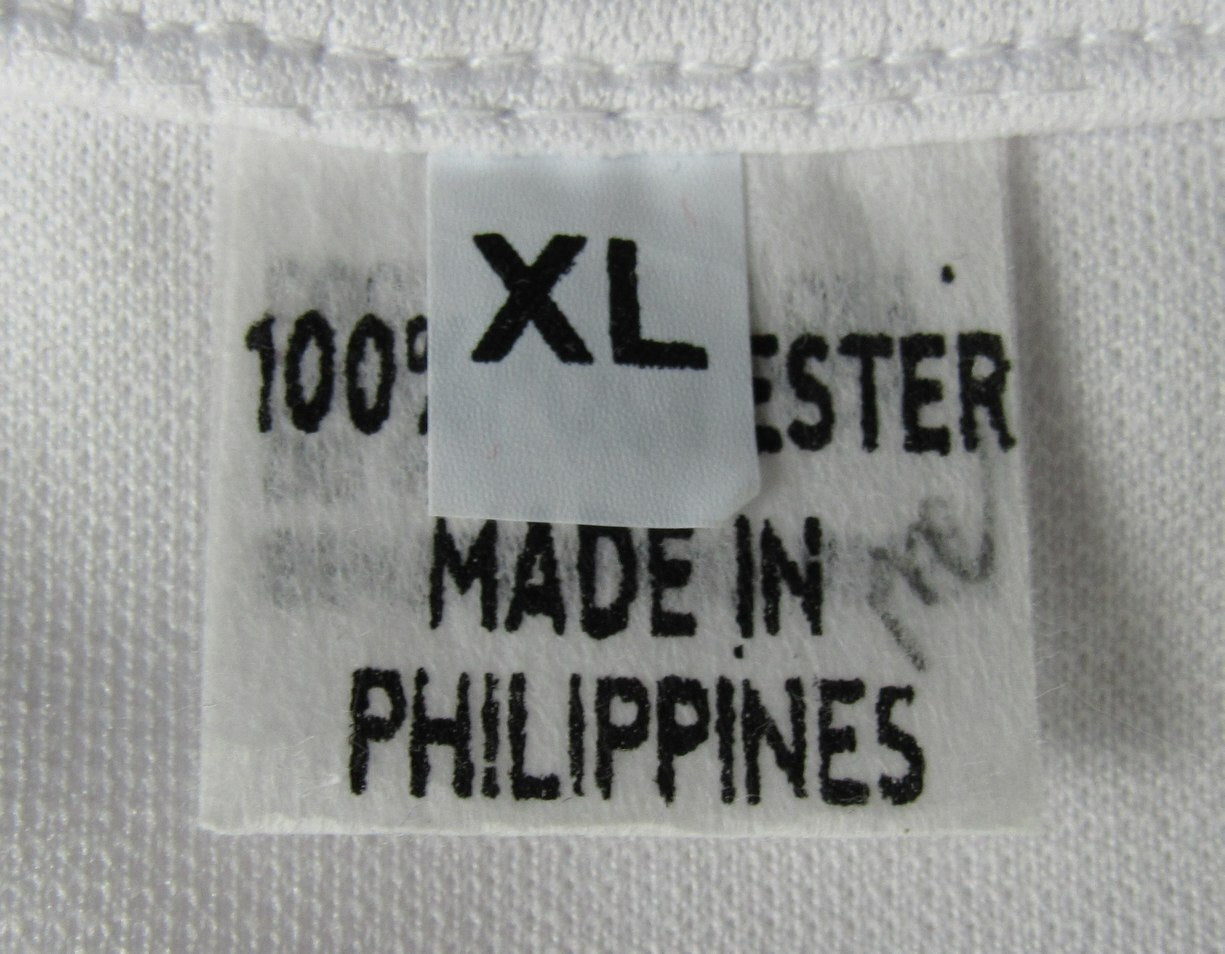 XL
100% ESTER
MADE IN
PHILIPPINES